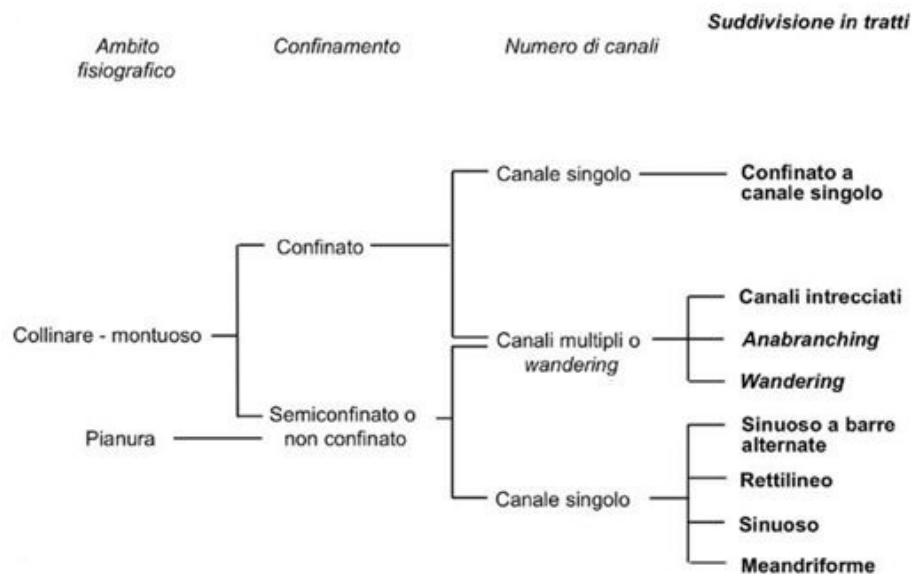 Suddivisione in tratti
Ambito
fisiografico
Confinamento
Numero di canali
Canale singolo
Confinato a
canale singolo
Confinato
Canali intrecciati
Collinare - montuoso
Canali multipli o
wandering
Anabranching
Wandering
Semiconfinato o
non confinato
Pianura
Sinuoso a barre
alternate
Rettilineo
Canale singolo
Sinuoso
Meandriforme